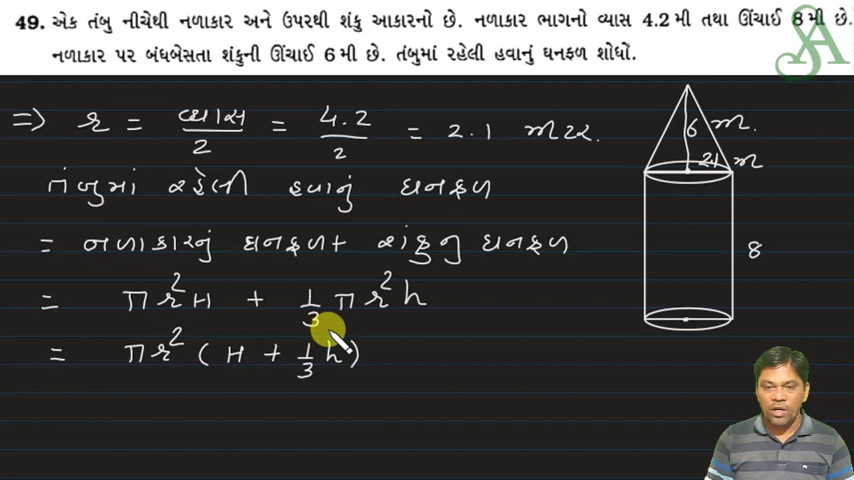 49. એક તંબુ નીચેથી નળાકાર અને ઉપરથી શંકુ આકારનો છે. નળાકાર ભાગનો વ્યાસ 4.2 મી તથા ઊંચાઈ 8 મી છે.
નળાકાર પર બંધબેસતા શંકુની ઊંચાઈ 6 મી છે. તંબુમાં રહેલી હવાનું ઘનફળ શોધો.
=> r = વ્યાસ/2 = 4.2/2 = 2.1 મીટર.
તંબુમાં રહેલી હવાનું ઘનફળ
= નળાકારનું ઘનફળ + શંકુનુ ઘનફળ
= πr²H + 1/3 πr²h
= πr² (H + 1/3 h)
6 મી.
2.1 મી
8